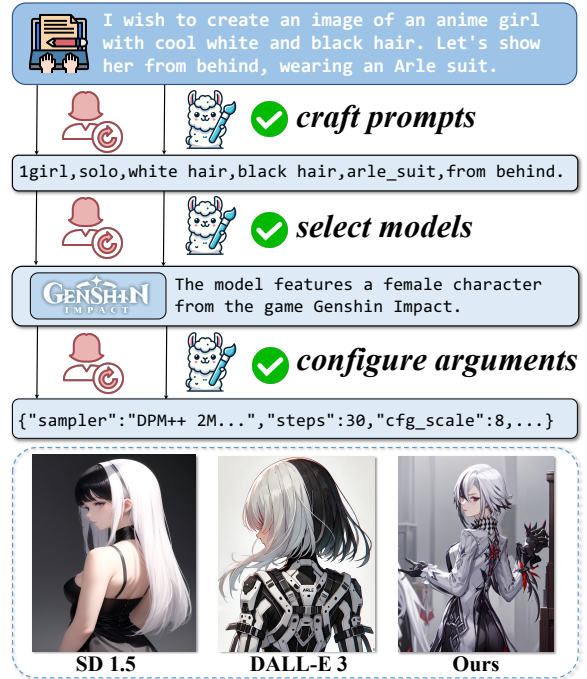 I wish to create an image of an anime girl
with cool white and black hair. Let's show
her from behind, wearing an Arle suit.
craft prompts
1girl,solo,white hair,black hair,arle_suit,from behind.
select models
GENSHIN
IMPACT
The model features a female character
from the game Genshin Impact.
configure arguments
{"sampler":"DPM++ 2M...","steps":30,"cfg_scale":8,...}
ARLE
SD 1.5
DALL-E 3
Ours